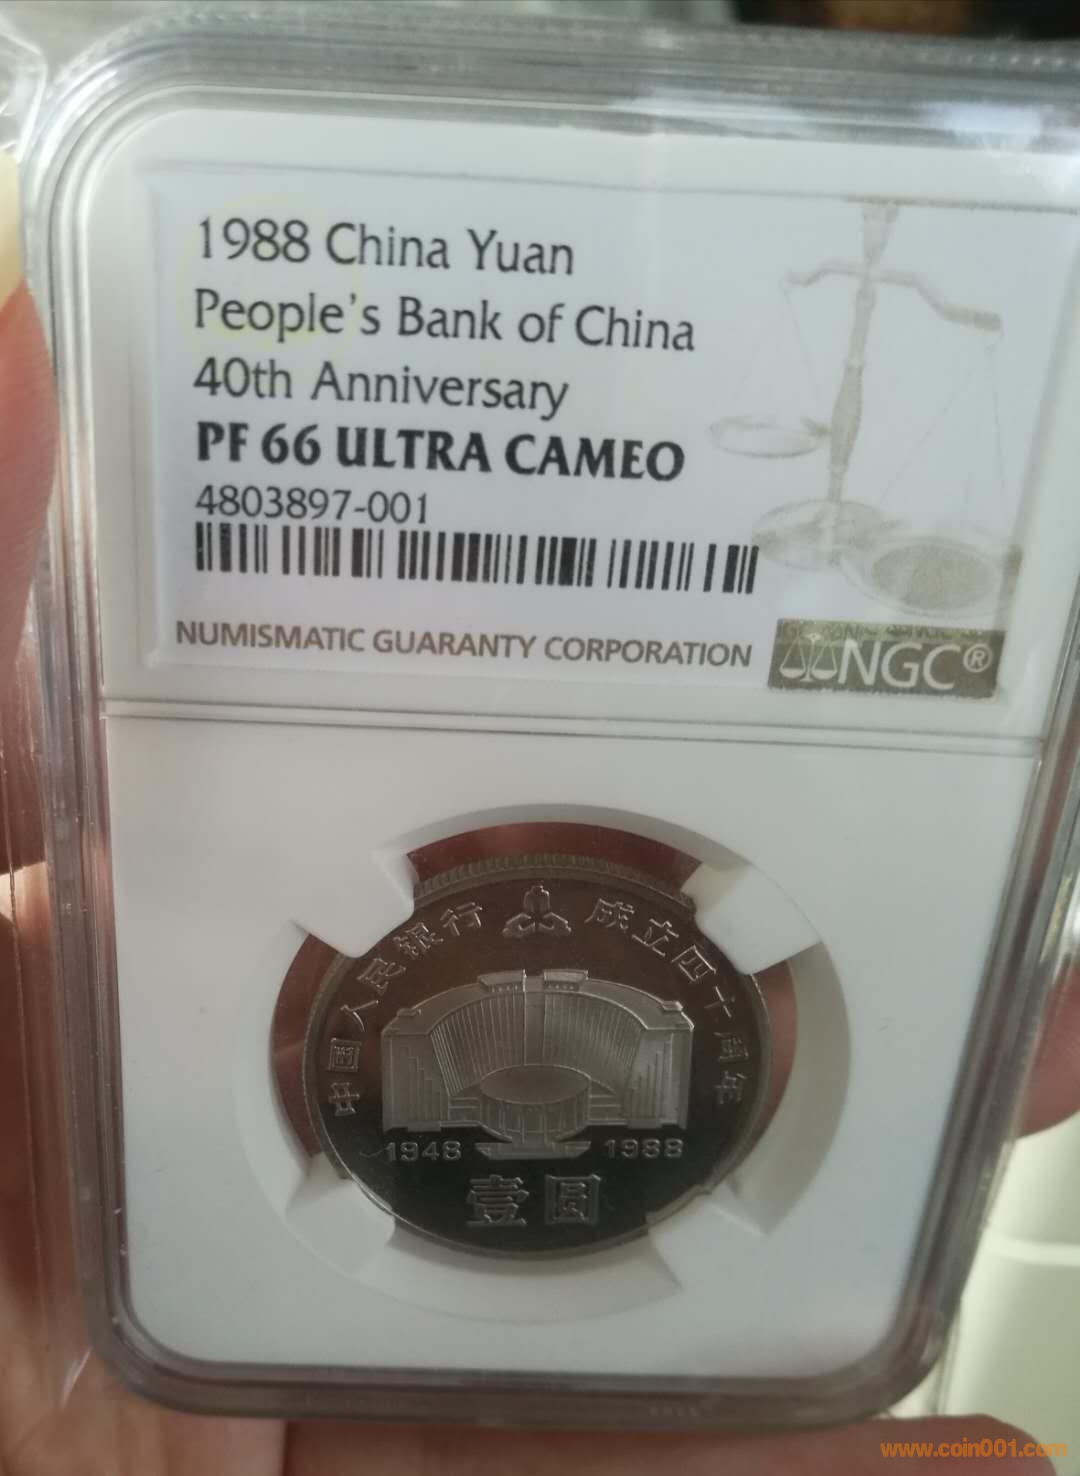 1988 China Yuan
People's Bank of China
40th Anniversary
PF 66 ULTRA CAMEO
4803897-001
NUMISMATIC GUARANTY CORPORATION
NGC®
中国人民银行 成立四十周年
1948 1988
壹圆
www.coin001.com